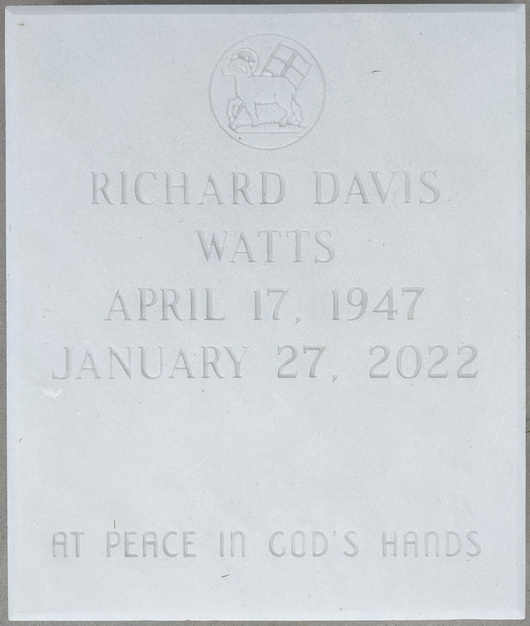 RICHARD DAVIS
WATTS
APRIL 17, 1947
JANUARY 27, 2022
AT PEACE IN GOD'S HANDS